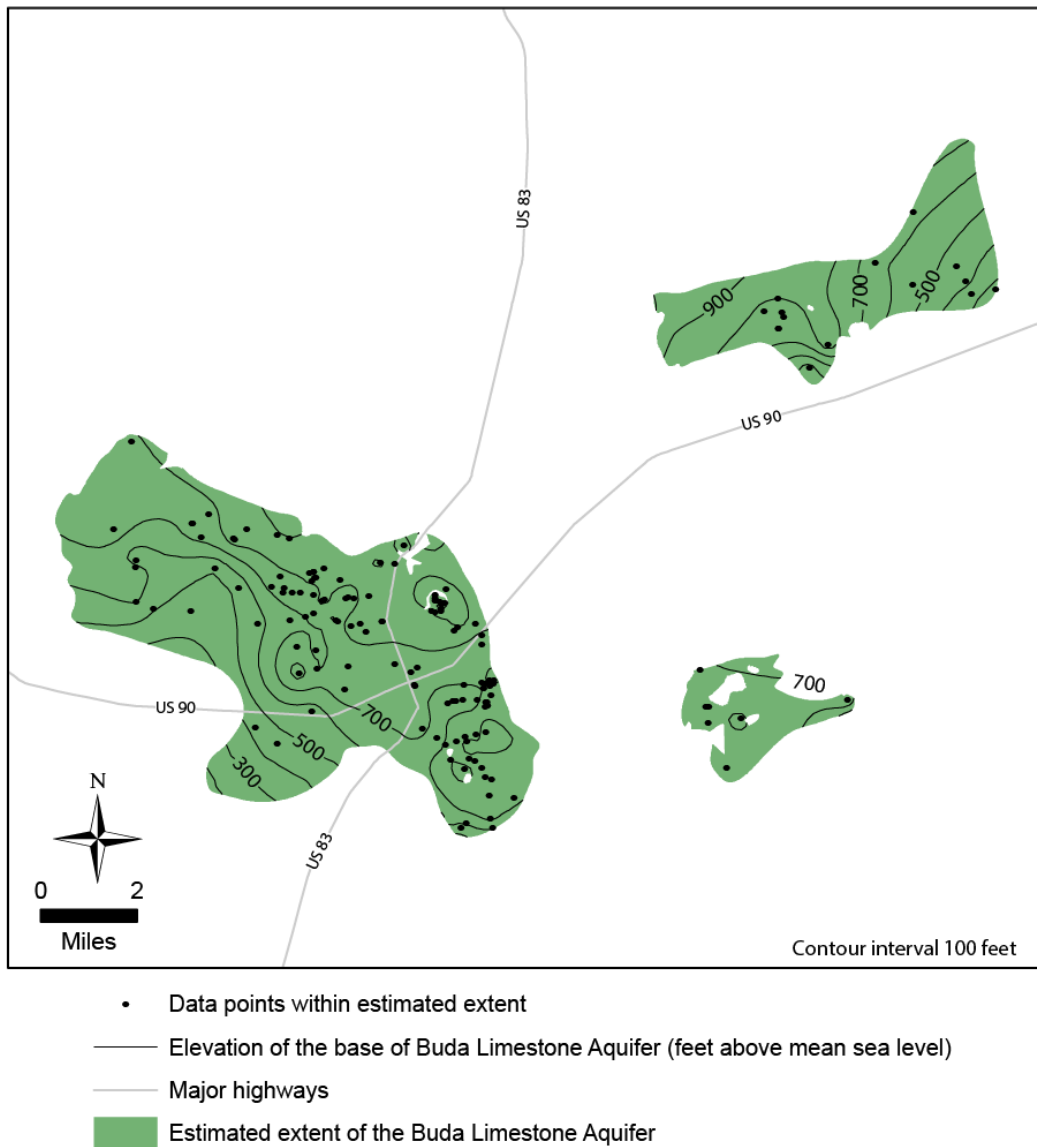 US 83
900
700
500
US 90
US 90
700
700
500
300
US 83
N
0 2
Miles
Contour interval 100 feet
Data points within estimated extent
Elevation of the base of Buda Limestone Aquifer (feet above mean sea level)
Major highways
Estimated extent of the Buda Limestone Aquifer